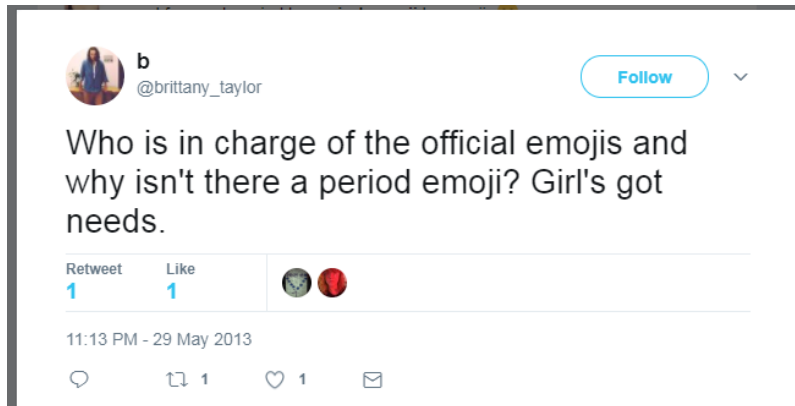 b
@brittany_taylor
Follow
Who is in charge of the official emojis and
why isn't there a period emoji? Girl's got
needs.
Retweet Like
1 1
11:13 PM - 29 May 2013
1 1